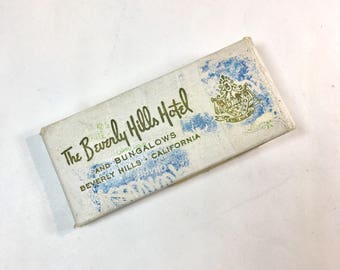 The Beverly Hills Hotel
AND BUNGALOWS
BEVERLY HILLS • CALIFORNIA